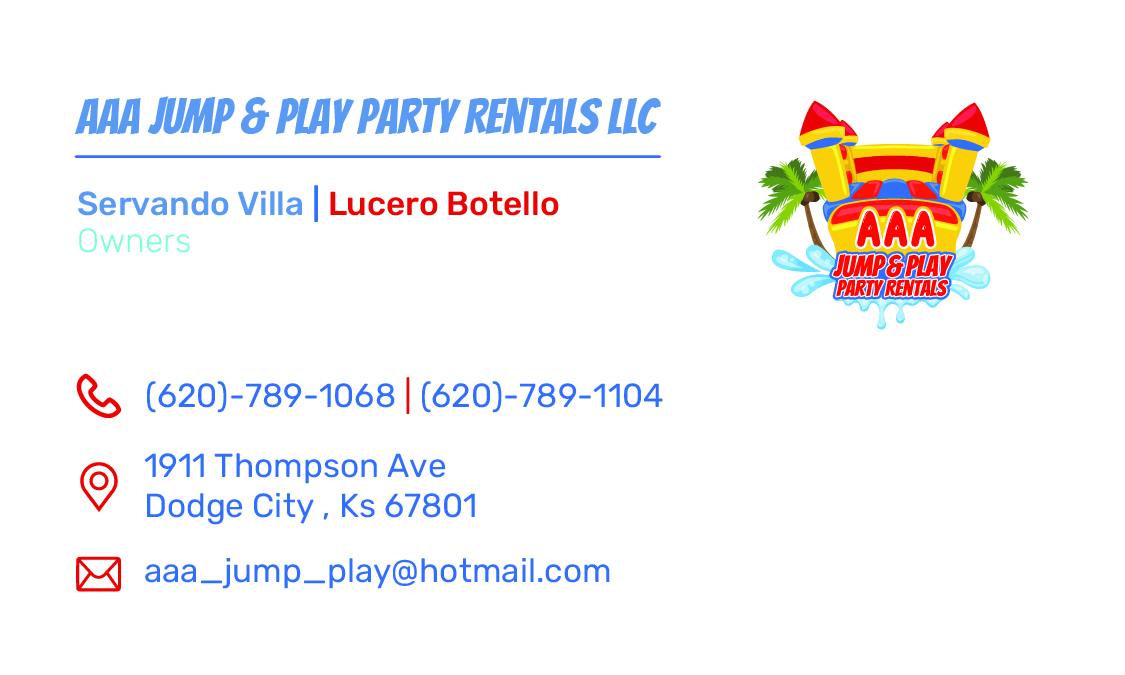 AAA JUMP & PLAY PARTY RENTALS LLC
Servando Villa | Lucero Botello
Owners
AAA
JUMP & PLAY
PARTY RENTALS
(620)-789-1068 | (620)-789-1104
1911 Thompson Ave
Dodge City , Ks 67801
aaa_jump_play@hotmail.com